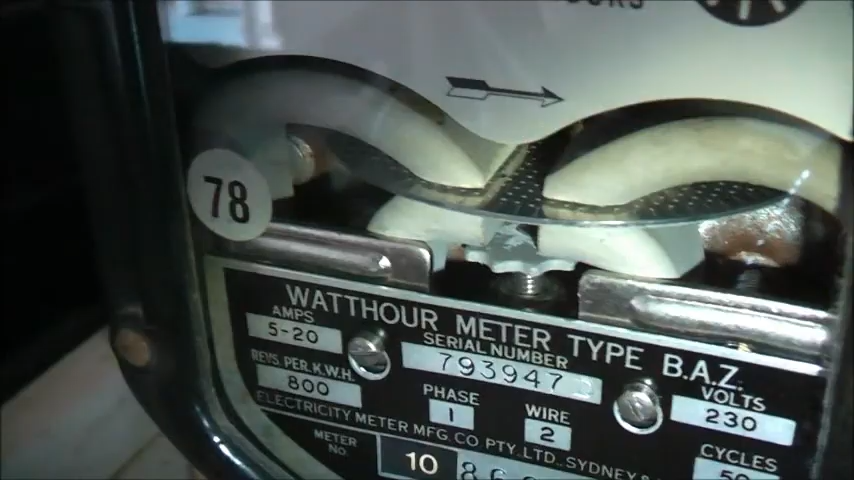 78
WATTHOUR METER TYPE B.A.Z.
AMPS
5-20
SERIAL NUMBER
793947
VOLTS
230
REVS. PER. K.W.H.
800
PHASE
1
WIRE
2
CYCLES
ELECTRICITY METER MFG. CO PTY. LTD. SYDNEY
METER NO.
10